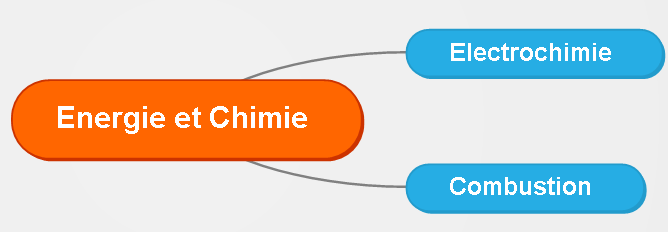 Electrochimie
Energie et Chimie
Combustion